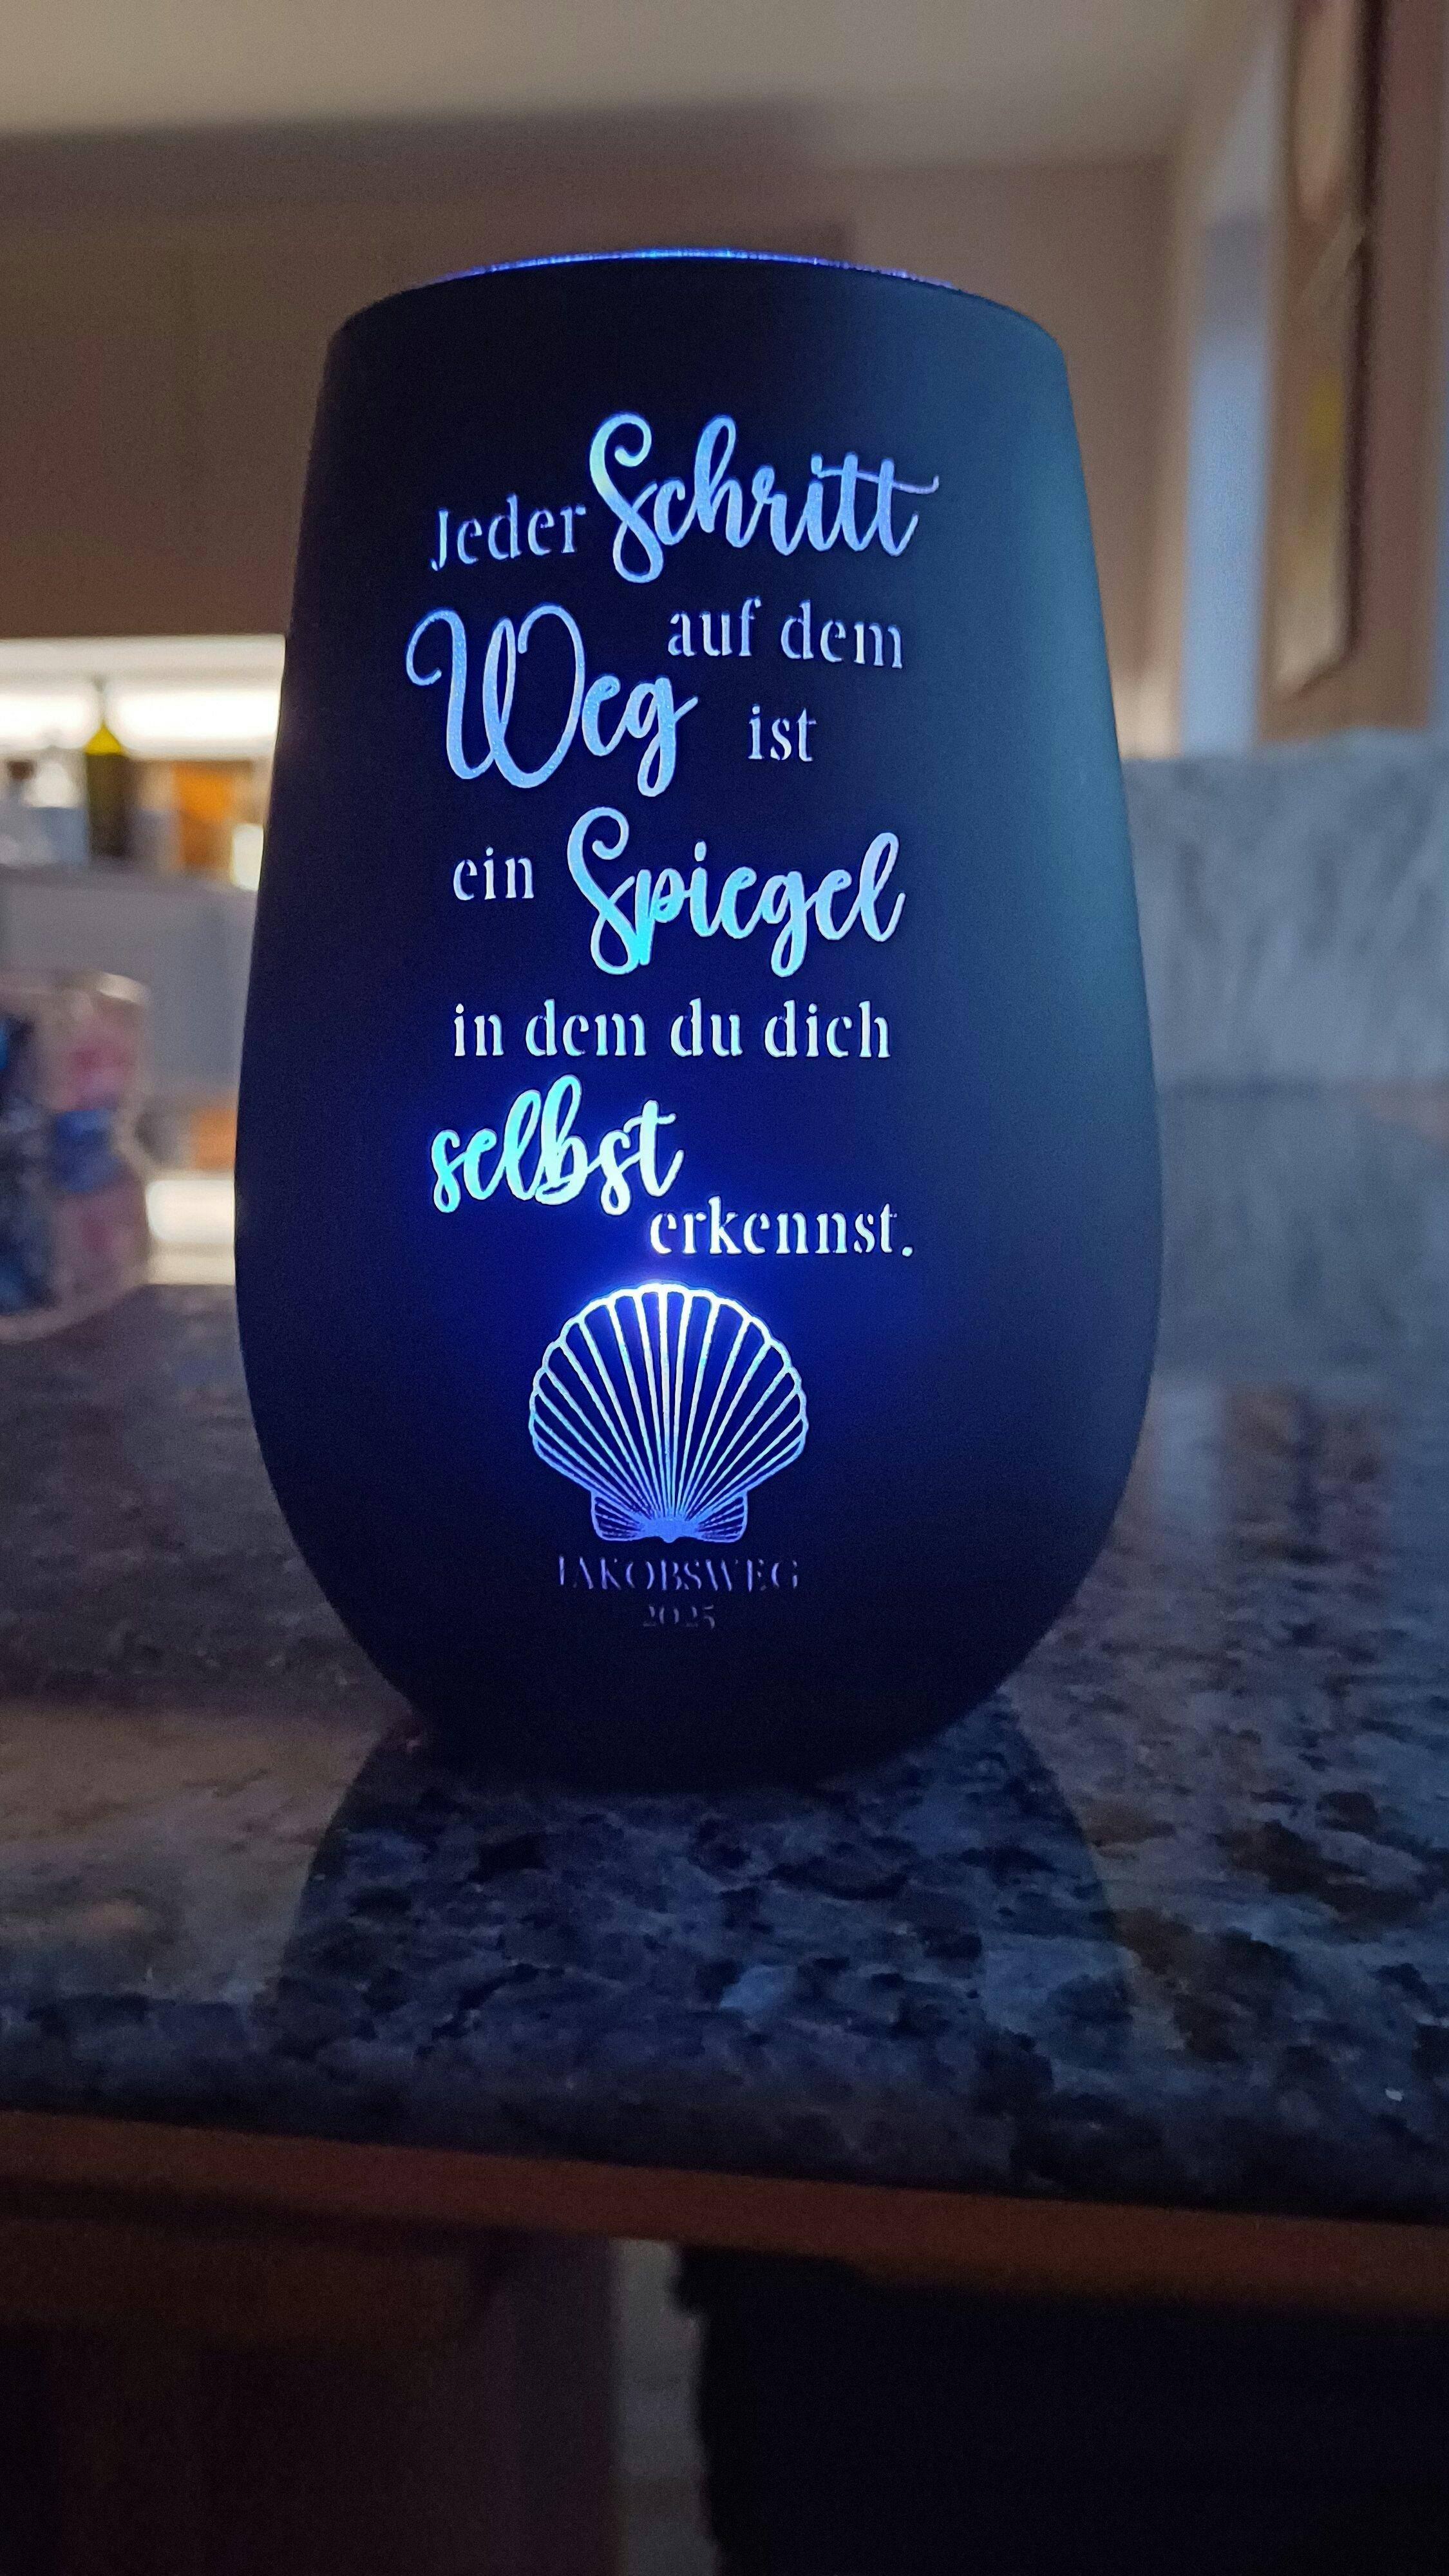 Jeder Schritt
auf dem
Weg ist
ein Spiegel
in dem du dich
selbst
erkennst.
JAKOBSWEG
2025